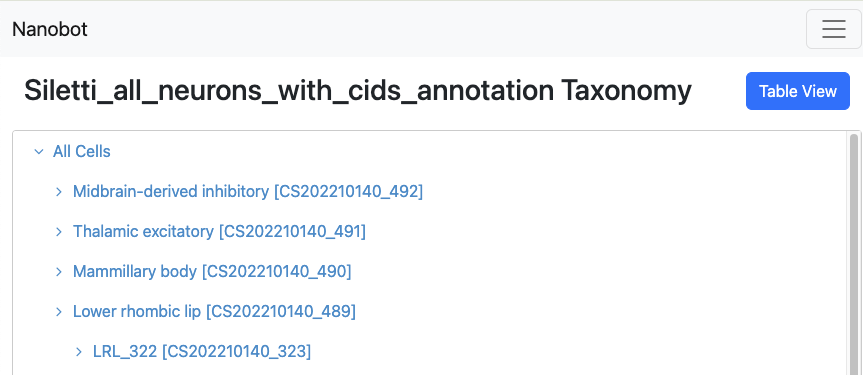 Nanobot
Siletti_all_neurons_with_cids_annotation Taxonomy
Table View
All Cells
Midbrain-derived inhibitory [CS202210140_492]
Thalamic excitatory [CS202210140_491]
Mammillary body [CS202210140_490]
Lower rhombic lip [CS202210140_489]
LRL_322 [CS202210140_323]